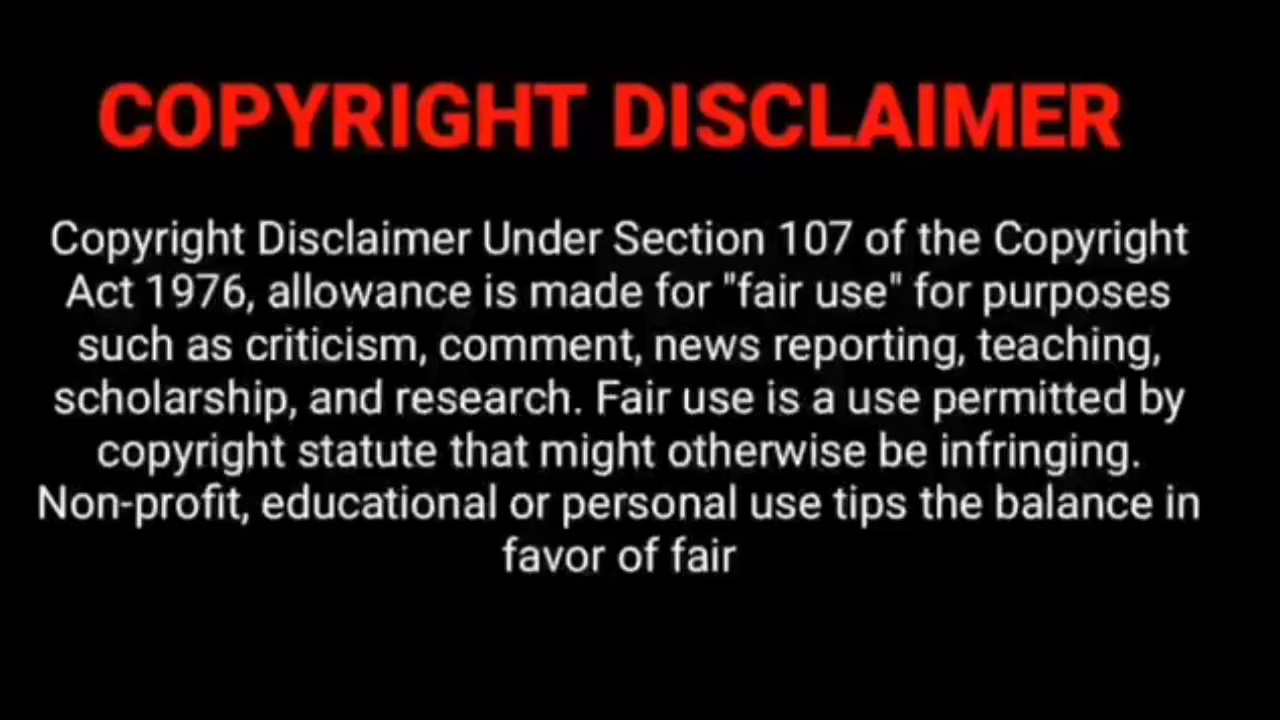 COPYRIGHT DISCLAIMER
Copyright Disclaimer Under Section 107 of the Copyright
Act 1976, allowance is made for "fair use" for purposes
such as criticism, comment, news reporting, teaching,
scholarship, and research. Fair use is a use permitted by
copyright statute that might otherwise be infringing.
Non-profit, educational or personal use tips the balance in
favor of fair